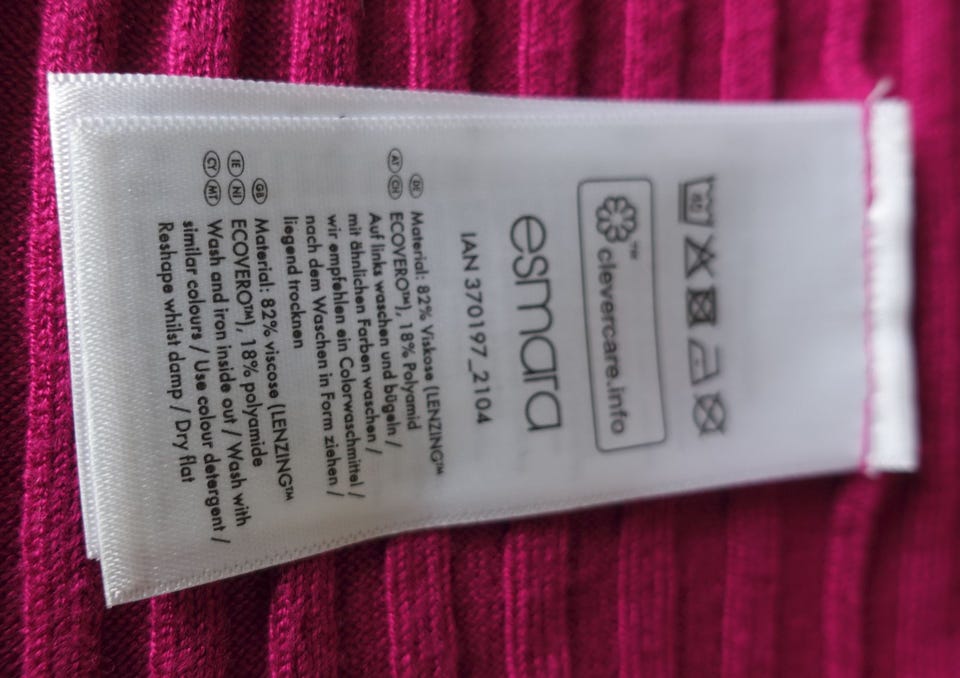 clevercare.info
esmara
IAN 370197_2104
DE Material: 82% Viskose (LENZING™
AT CH ECOVERO™), 18% Polyamid
Auf links waschen und bügeln /
mit ähnlichen Farben waschen /
wir empfehlen ein Colorwaschmittel /
nach dem Waschen in Form ziehen /
liegend trocknen
GB Material: 82% viscose (LENZING™
IE NI ECOVERO™), 18% polyamide
CY MT Wash and iron inside out / Wash with
similar colours / Use colour detergent /
Reshape whilst damp / Dry flat